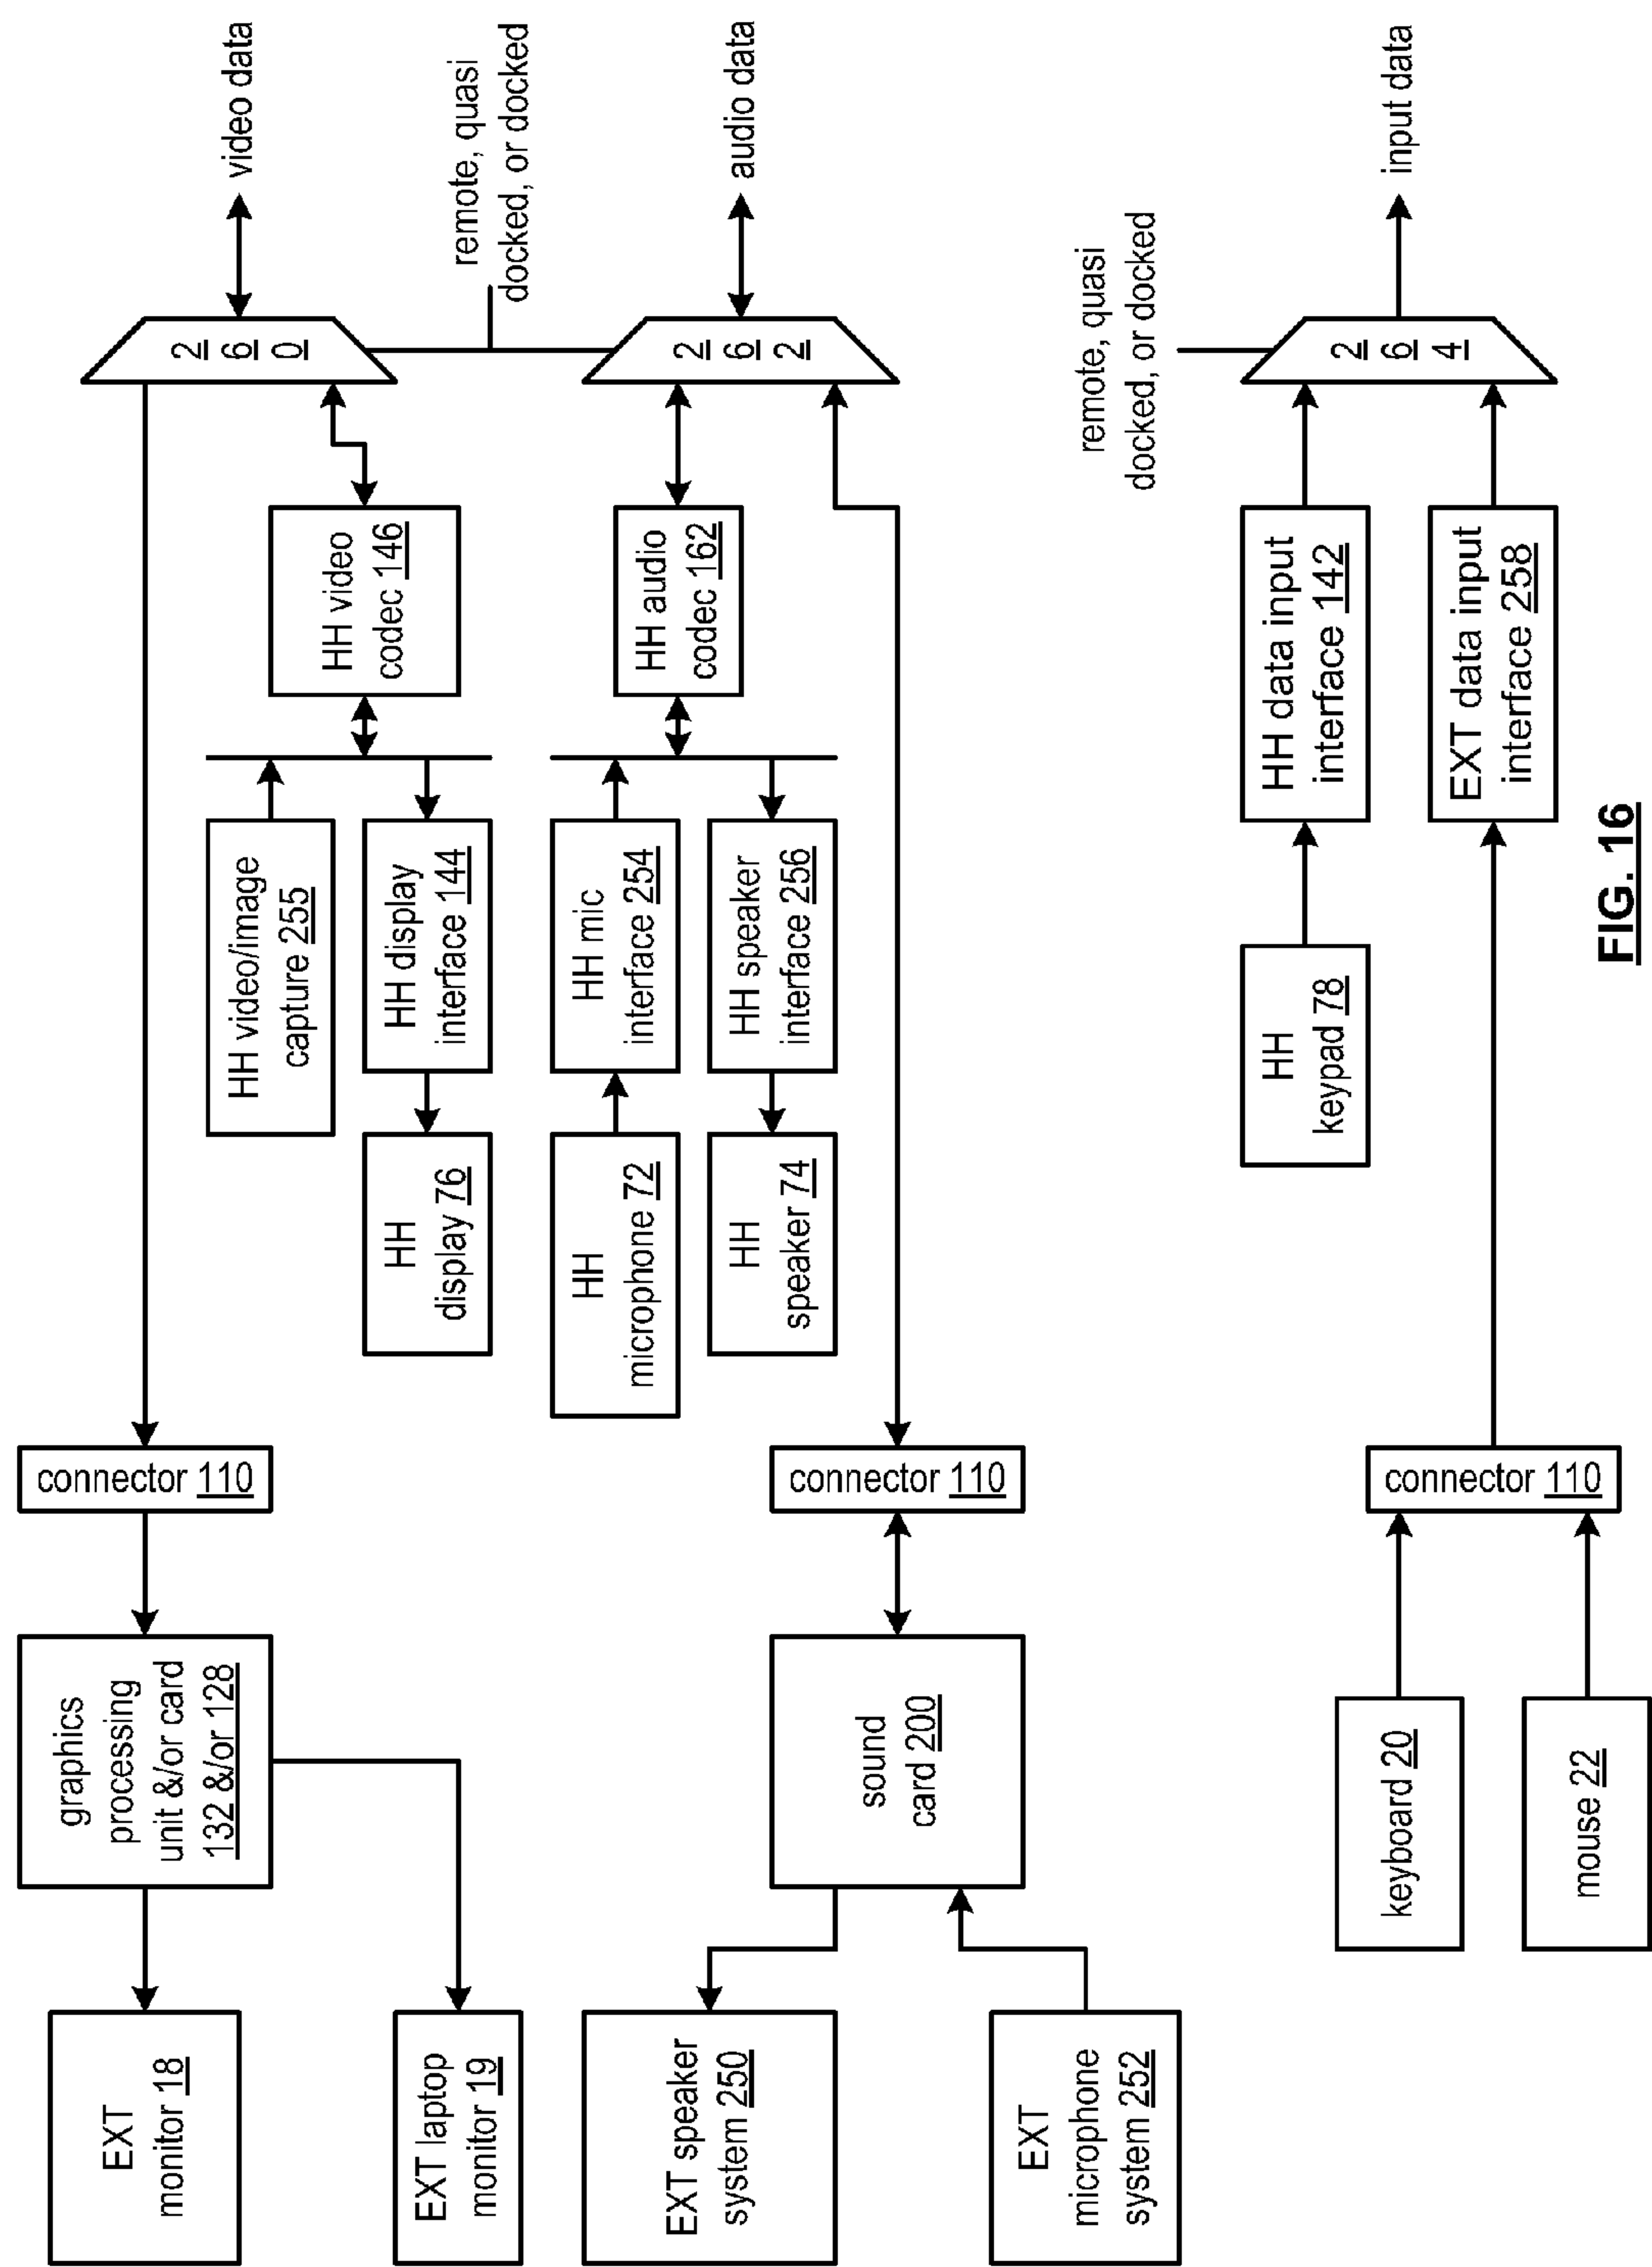 EXT
monitor 18
EXT laptop
monitor 19
graphics
processing
unit &/or card
132 &/or 128
connector 110
HH video/image
capture 255
HH display
interface 144
HH
display 76
HH video
codec 146
260
video data
remote, quasi
docked, or docked
EXT speaker
system 250
EXT
microphone
system 252
sound
card 200
connector 110
HH
microphone 72
HH
speaker 74
HH mic
interface 254
HH speaker
interface 256
HH audio
codec 162
262
audio data
keyboard 20
mouse 22
connector 110
HH
keypad 78
HH data input
interface 142
EXT data input
interface 258
remote, quasi
docked, or docked
264
input data
FIG. 16